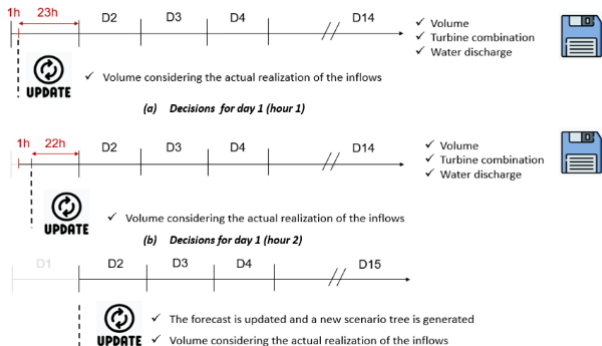 1h 23h D2 D3 D4 D14
✓ Volume
✓ Turbine combination
✓ Water discharge
UPDATE
✓ Volume considering the actual realization of the inflows
(a) Decisions for day 1 (hour 1)
1h 22h D2 D3 D4 D14
✓ Volume
✓ Turbine combination
✓ Water discharge
UPDATE
✓ Volume considering the actual realization of the inflows
(b) Decisions for day 1 (hour 2)
D1 D2 D3 D4 D15
✓ The forecast is updated and a new scenario tree is generated
UPDATE ✓ Volume considering the actual realization of the inflows